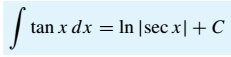 ∫ tan x dx = ln |sec x| + C